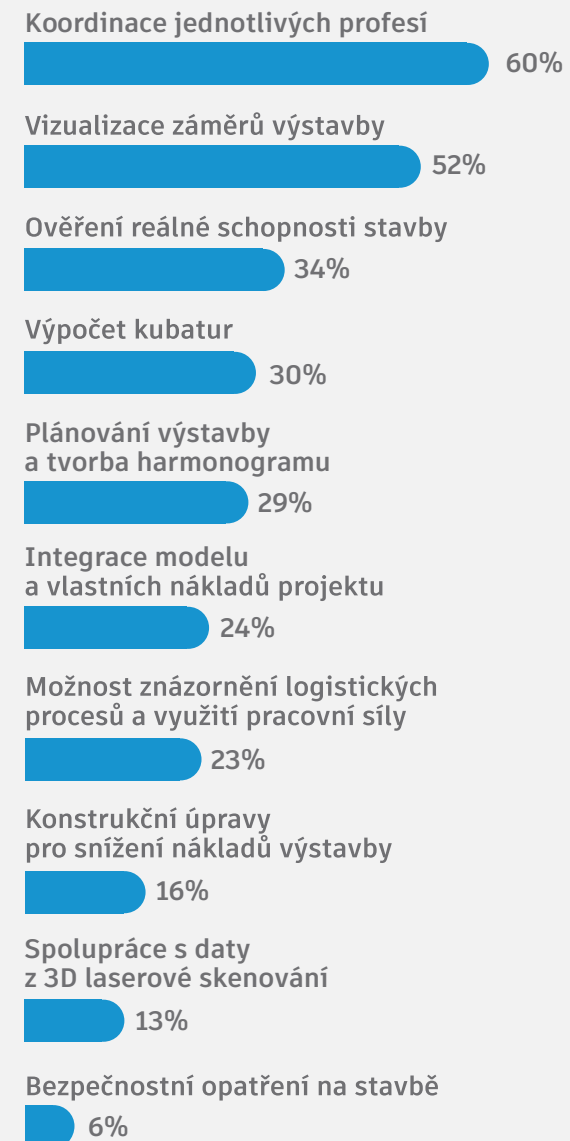 Koordinace jednotlivých profesí
60%
Vizualizace záměrů výstavby
52%
Ověření reálné schopnosti stavby
34%
Výpočet kubatur
30%
Plánování výstavby
a tvorba harmonogramu
29%
Integrace modelu
a vlastních nákladů projektu
24%
Možnost znázornění logistických
procesů a využití pracovní síly
23%
Konstrukční úpravy
pro snížení nákladů výstavby
16%
Spolupráce s daty
z 3D laserové skenování
13%
Bezpečnostní opatření na stavbě
6%